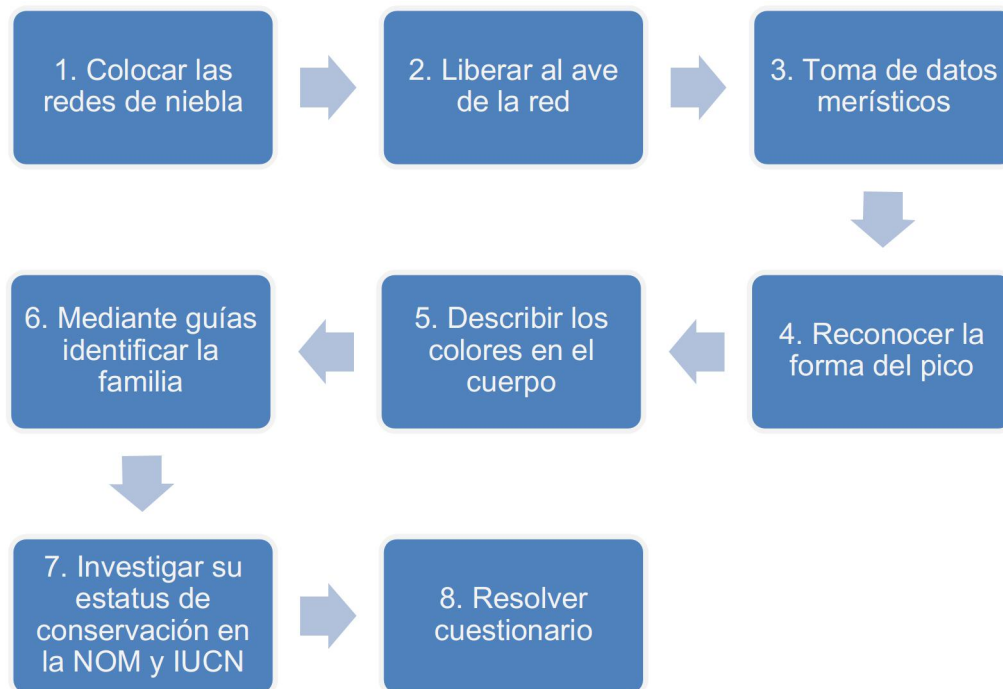 1. Colocar las
redes de niebla
2. Liberar al ave
de la red
3. Toma de datos
merísticos
4. Reconocer la
forma del pico
5. Describir los
colores en el
cuerpo
6. Mediante guías
identificar la
familia
7. Investigar su
estatus de
conservación en
la NOM y IUCN
8. Resolver
cuestionario